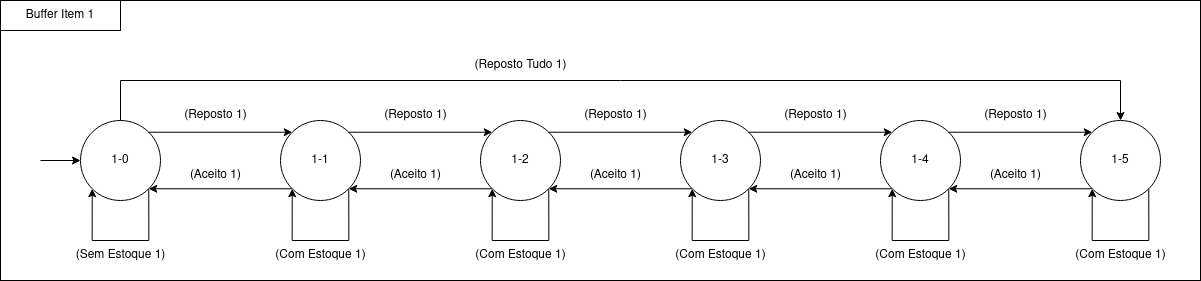 Buffer Item 1
(Reposto Tudo 1)
(Reposto 1) (Reposto 1) (Reposto 1) (Reposto 1) (Reposto 1)
1-0 1-1 1-2 1-3 1-4 1-5
(Aceito 1) (Aceito 1) (Aceito 1) (Aceito 1) (Aceito 1)
(Sem Estoque 1) (Com Estoque 1) (Com Estoque 1) (Com Estoque 1) (Com Estoque 1) (Com Estoque 1)